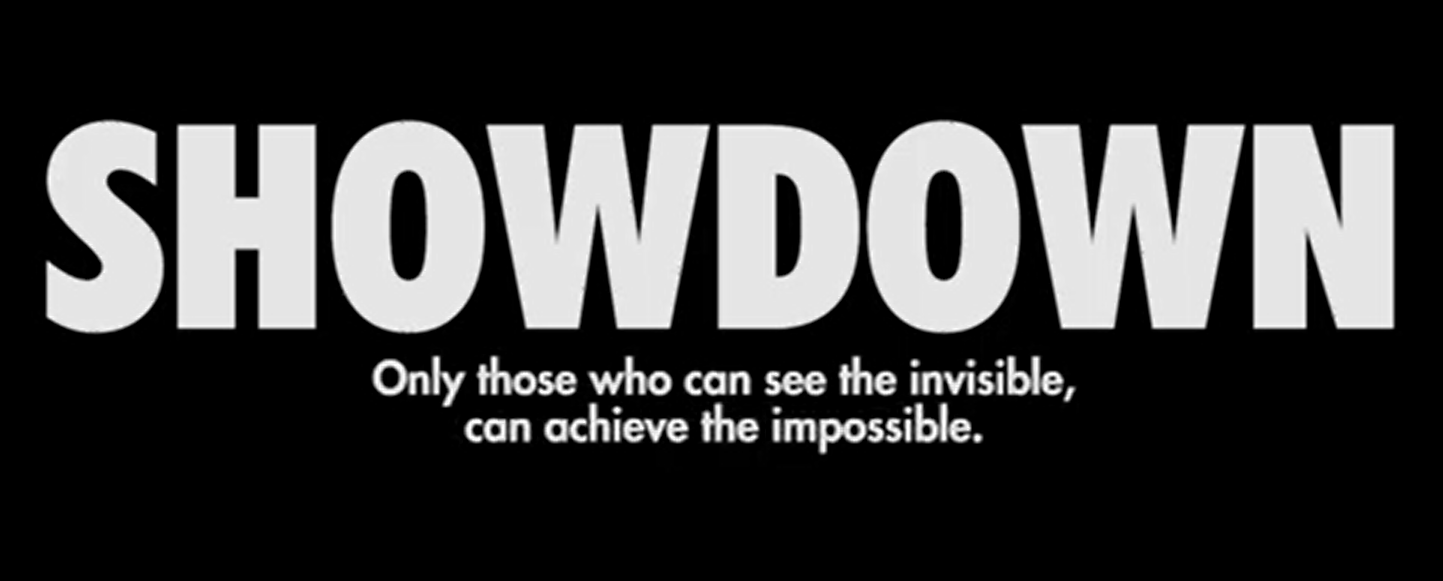 SHOWDOWN
Only those who can see the invisible,
can achieve the impossible.